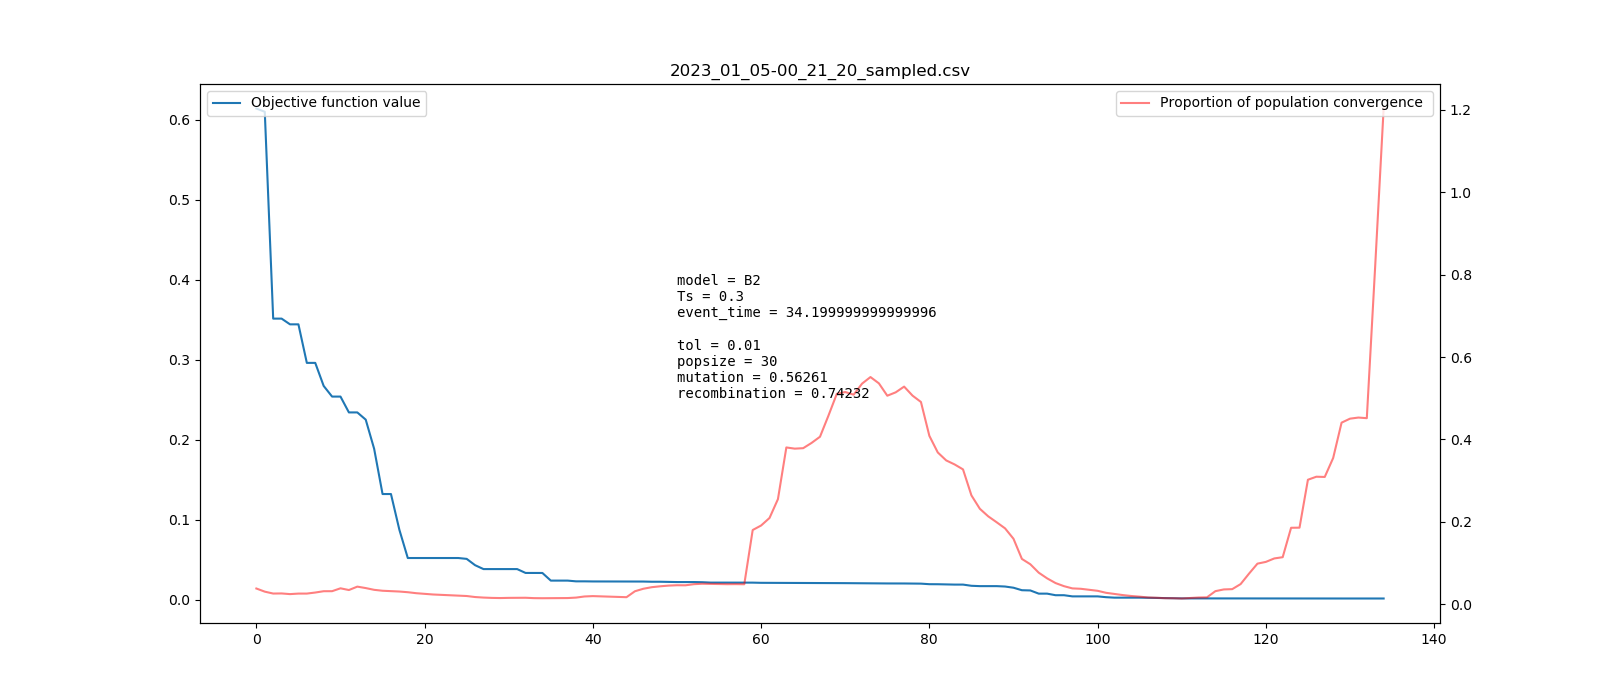 2023_01_05-00_21_20_sampled.csv
Objective function value
Proportion of population convergence
0.6
0.5
0.4
0.3
0.2
0.1
0.0
1.2
1.0
0.8
0.6
0.4
0.2
0.0
model = B2
Ts = 0.3
event_time = 34.199999999999996
tol = 0.01
popsize = 30
mutation = 0.56261
recombination = 0.74232
0 20 40 60 80 100 120 140